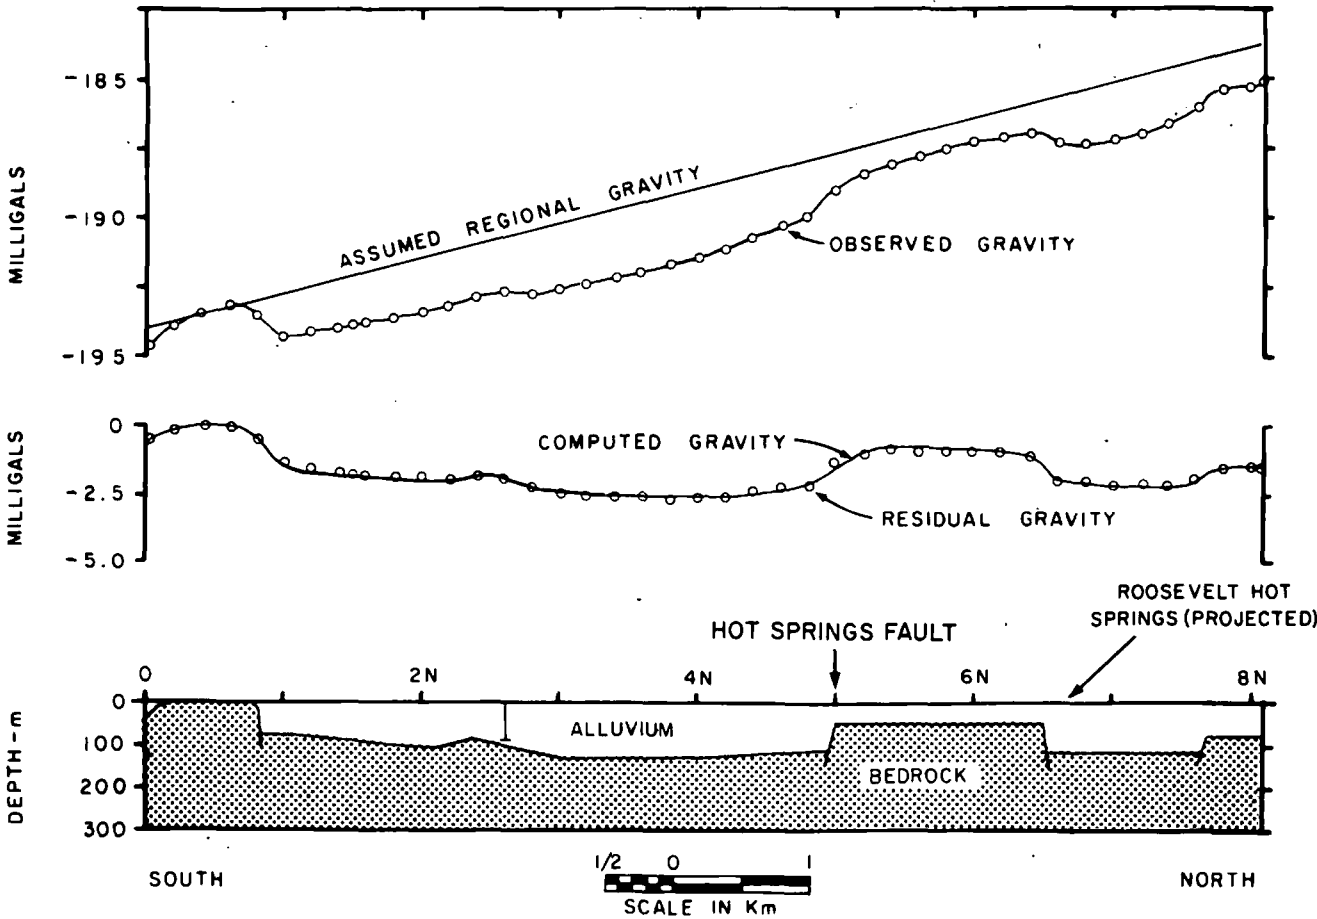 MILLIGALS
-185
-190
-195
ASSUMED REGIONAL GRAVITY
OBSERVED GRAVITY
MILLIGALS
0
-2.5
-5.0
COMPUTED GRAVITY
RESIDUAL GRAVITY
ROOSEVELT HOT
SPRINGS (PROJECTED)
HOT SPRINGS FAULT
0 2N 4N 6N 8N
DEPTH-m
0
100
200
300
ALLUVIUM
BEDROCK
SOUTH
NORTH
1/2 0 1
SCALE IN Km